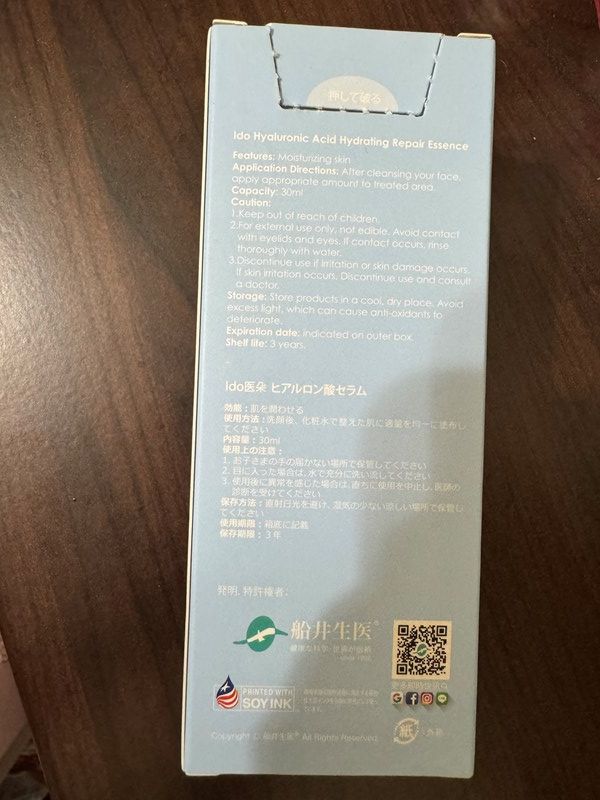 押して破る
Ido Hyaluronic Acid Hydrating Repair Essence
Features: Moisturizing skin
Application Directions: After cleansing your face,
apply appropriate amount to treated area.
Capacity: 30ml
Caution:
1.Keep out of reach of children.
2.For external use only, not edible. Avoid contact
with eyelids and eyes. If contact occurs, rinse
thoroughly with water.
3.Discontinue use if irritation or skin damage occurs.
If skin irritation occurs, Discontinue use and consult
a doctor.
Storage: Store products in a cool, dry place. Avoid
excess light, which can cause anti-oxidants to
deteriorate.
Expiration date: indicated on outer box.
Shelf life: 3 years.
Ido医朵 ヒアルロン酸セラム
効能：肌を潤わせる
使用方法：洗顔後、化粧水で整えた肌に適量を均一に塗布し
てください
内容量：30ml
使用上の注意：
1. お子さまの手の届かない場所で保管してください
2. 目に入った場合は、水で充分に洗い流してください
3. 使用後に異常を感じた場合は、直ちに使用を中止し、医師の
診断を受けてください
保存方法：直射日光を避け、湿気の少ない涼しい場所で保管し
てください
使用期限：箱底に記載
保存期限：3年
発明、特許権者：
船井生医®
健康な科学·世界が信頼
since 1952
PRINTED WITH
SOY INK
Copyright © 船井生医® All Rights Reserved.
紙
外箱